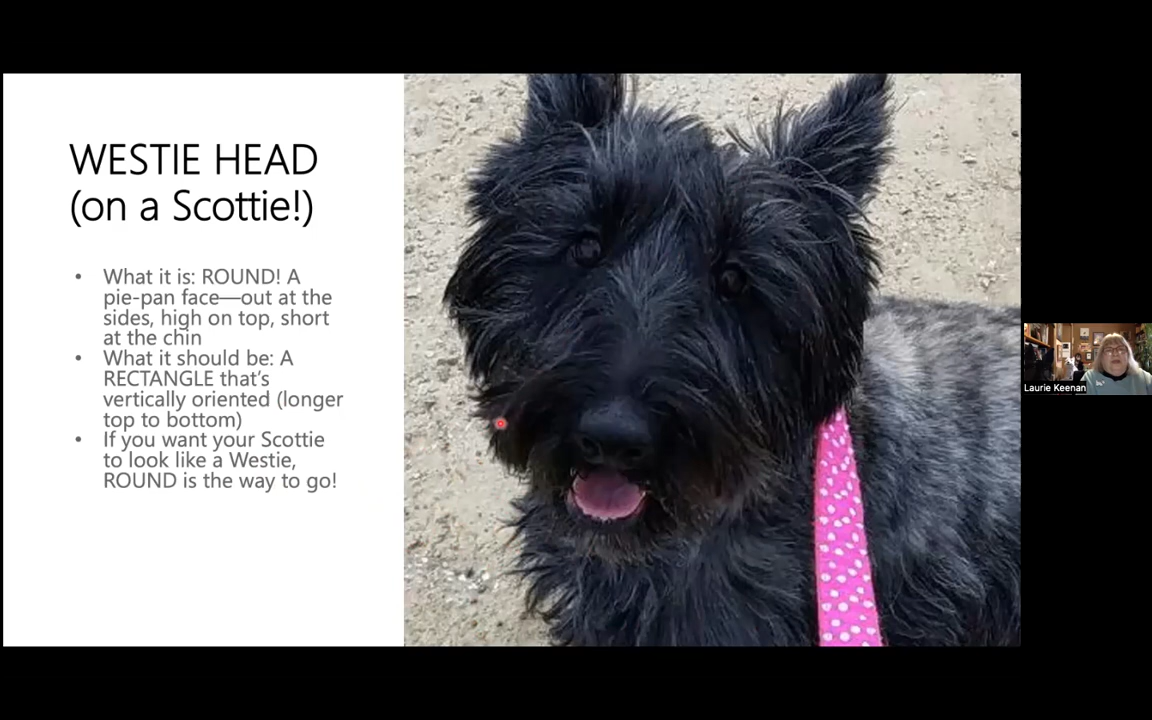 WESTIE HEAD
(on a Scottie!)
• What it is: ROUND! A
pie-pan face—out at the
sides, high on top, short
at the chin
• What it should be: A
RECTANGLE that's
vertically oriented (longer
top to bottom)
• If you want your Scottie
to look like a Westie,
ROUND is the way to go!
Laurie Keenan